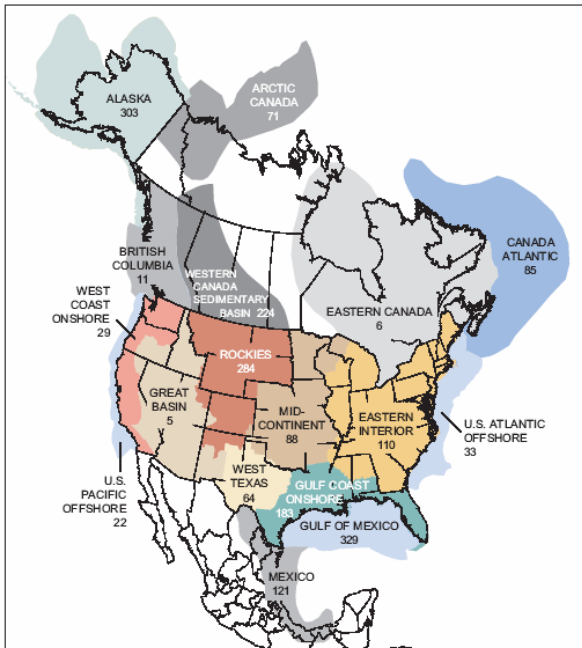 ALASKA
303
ARCTIC
CANADA
71
CANADA
ATLANTIC
85
BRITISH
COLUMBIA
11
WESTERN
CANADA
SEDIMENTARY
BASIN 224
EASTERN CANADA
6
WEST
COAST
ONSHORE
29
ROCKIES
284
GREAT
BASIN
5
MID-
CONTINENT
88
EASTERN
INTERIOR
110
U.S. ATLANTIC
OFFSHORE
33
WEST
TEXAS
64
GULF COAST
ONSHORE
183
U.S.
PACIFIC
OFFSHORE
22
GULF OF MEXICO
329
MEXICO
121